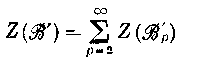 Z(ℬ′) = ∑_{p=2}^{∞} Z(ℬ′_p)